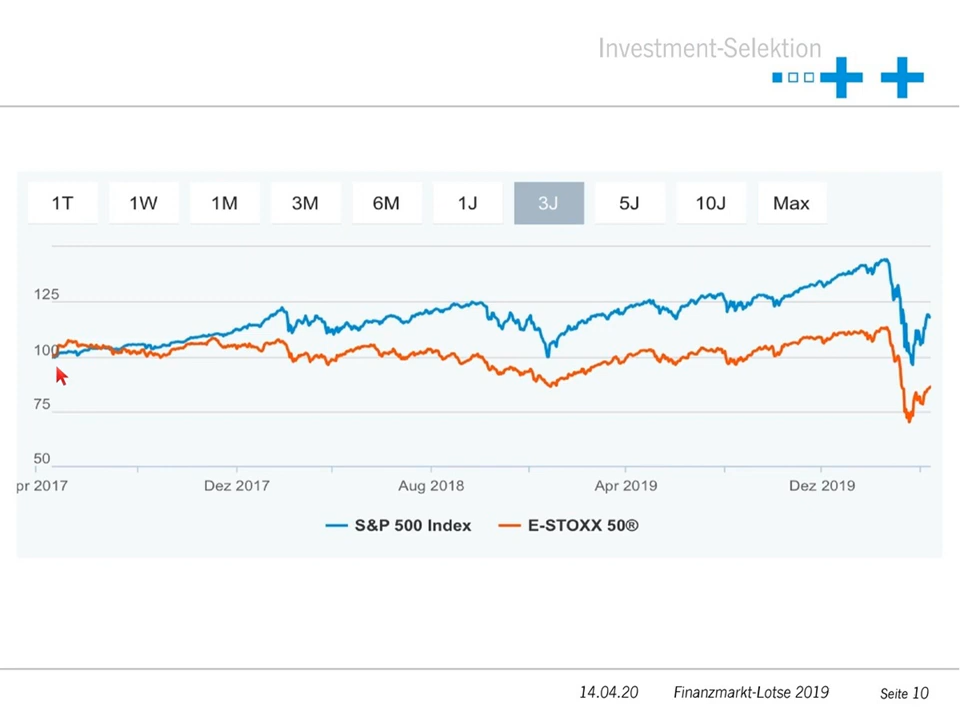 Investment-Selektion
1T 1W 1M 3M 6M 1J 3J 5J 10J Max
125
100
75
50
pr 2017 Dez 2017 Aug 2018 Apr 2019 Dez 2019
S&P 500 Index E-STOXX 50®
14.04.20 Finanzmarkt-Lotse 2019 Seite 10